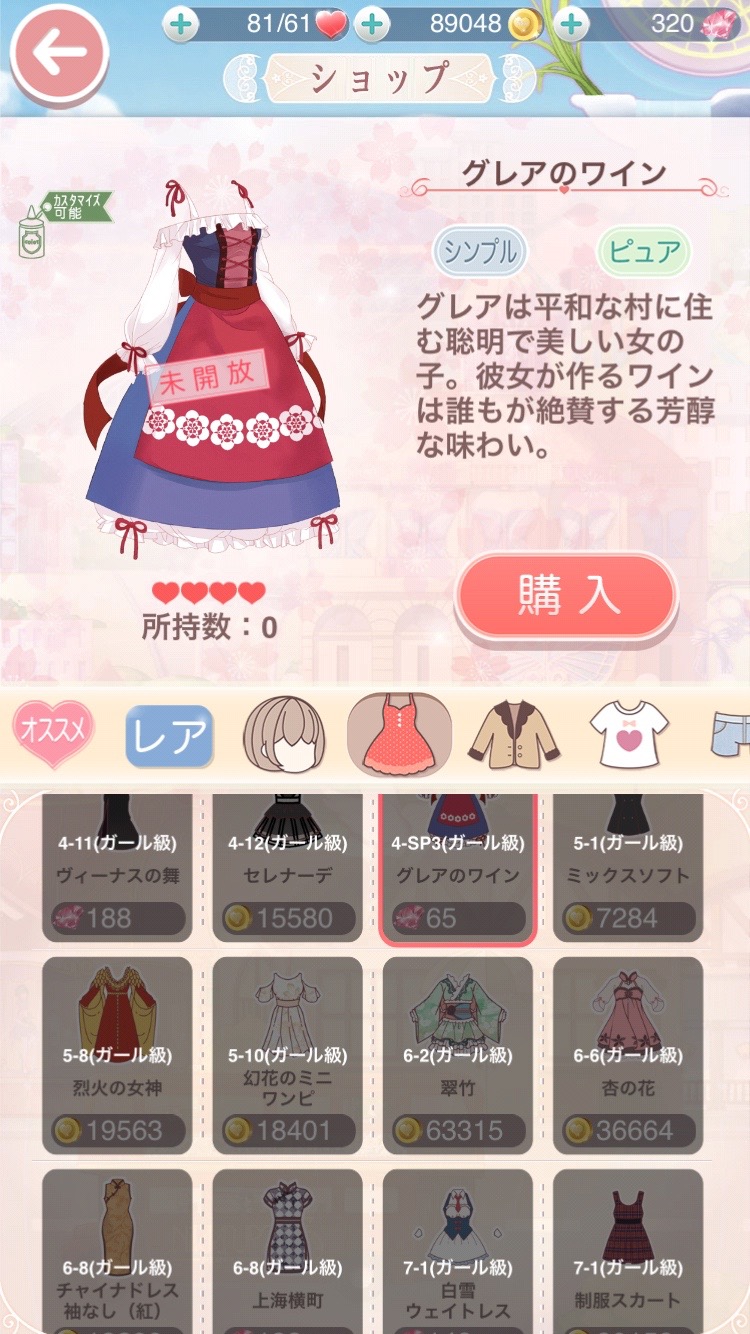 81/61
89048
320
ショップ
カスタマイズ
可能
グレアのワイン
シンプル
ピュア
グレアは平和な村に住
む聡明で美しい女の
子。彼女が作るワイン
は誰もが絶賛する芳醇
な味わい。
未開放
所持数：0
購入
オススメ
レア
4-11(ガール級)
ヴィーナスの舞
188
4-12(ガール級)
セレナーデ
15580
4-SP3(ガール級)
グレアのワイン
65
5-1(ガール級)
ミックスソフト
7284
5-8(ガール級)
烈火の女神
19563
5-10(ガール級)
幻花のミニ
ワンピ
18401
6-2(ガール級)
翠竹
63315
6-6(ガール級)
杏の花
36664
6-8(ガール級)
チャイナドレス
袖なし（紅）
6-8(ガール級)
上海横町
7-1(ガール級)
白雪
ウェイトレス
7-1(ガール級)
制服スカート